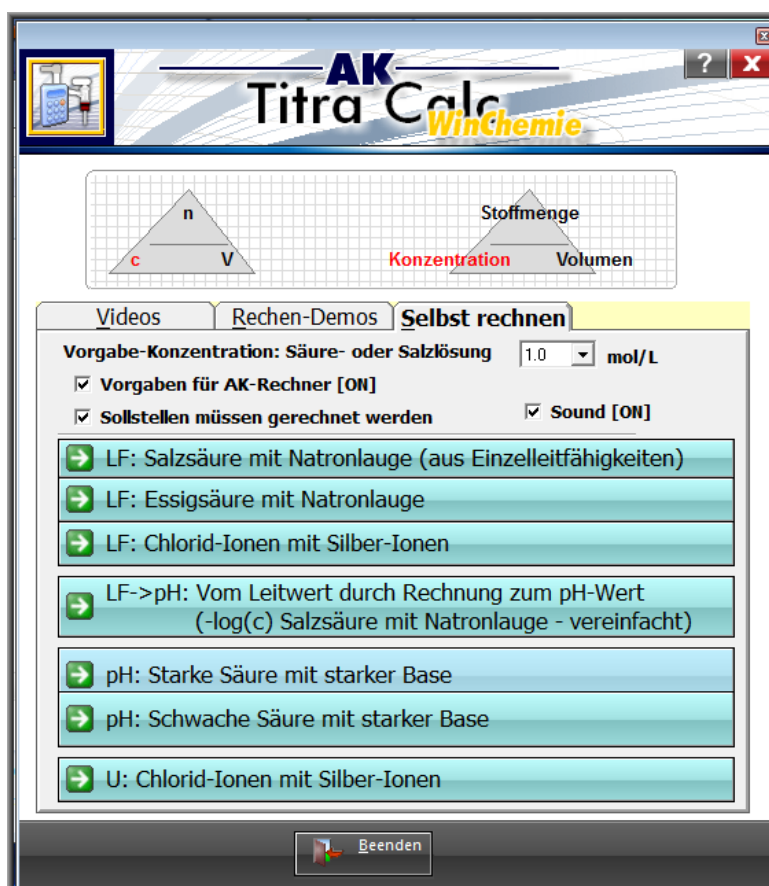 AK
Titra Calc
WinChemie
?
X
n
c
V
Stoffmenge
Konzentration
Volumen
Videos
Rechen-Demos
Selbst rechnen
Vorgabe-Konzentration: Säure- oder Salzlösung
1.0
mol/L
Vorgaben für AK-Rechner [ON]
Sollstellen müssen gerechnet werden
Sound [ON]
LF: Salzsäure mit Natronlauge (aus Einzelleitfähigkeiten)
LF: Essigsäure mit Natronlauge
LF: Chlorid-Ionen mit Silber-Ionen
LF->pH: Vom Leitwert durch Rechnung zum pH-Wert
(-log(c) Salzsäure mit Natronlauge - vereinfacht)
pH: Starke Säure mit starker Base
pH: Schwache Säure mit starker Base
U: Chlorid-Ionen mit Silber-Ionen
Beenden